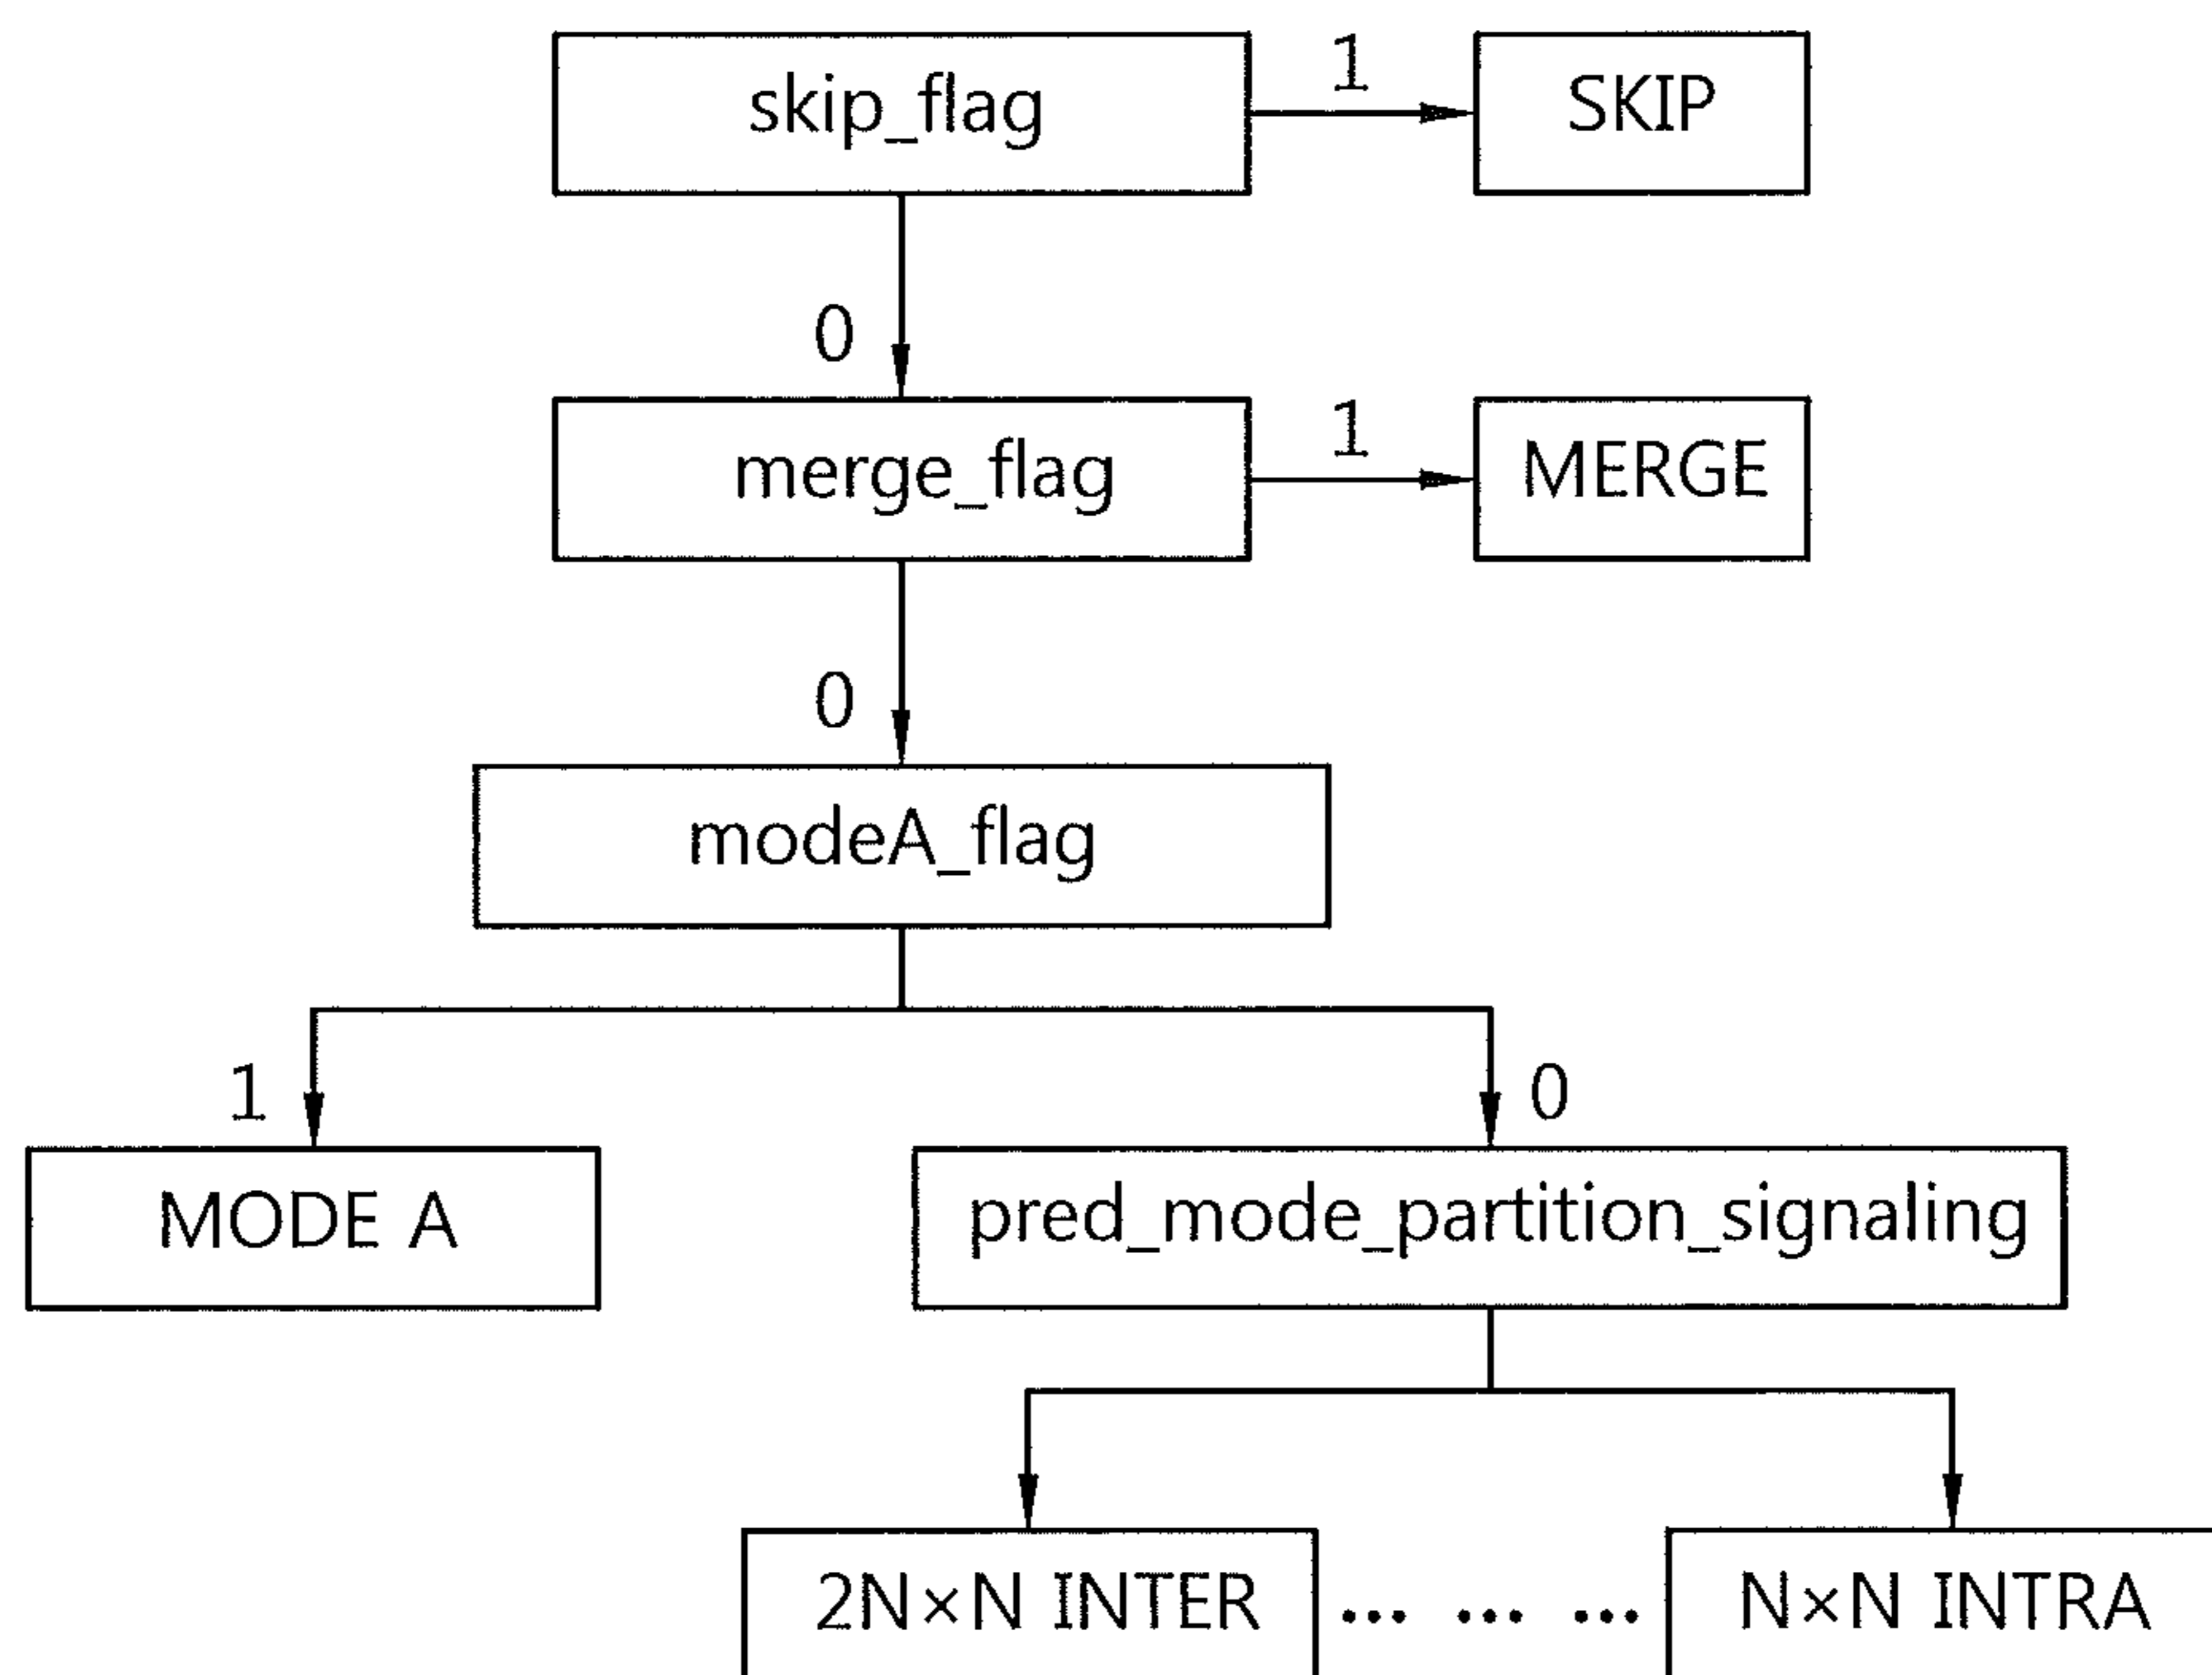 skip_flag
1
SKIP
0
merge_flag
1
MERGE
0
modeA_flag
1
0
MODE A
pred_mode_partition_signaling
2N×N INTER
... ... ...
N×N INTRA